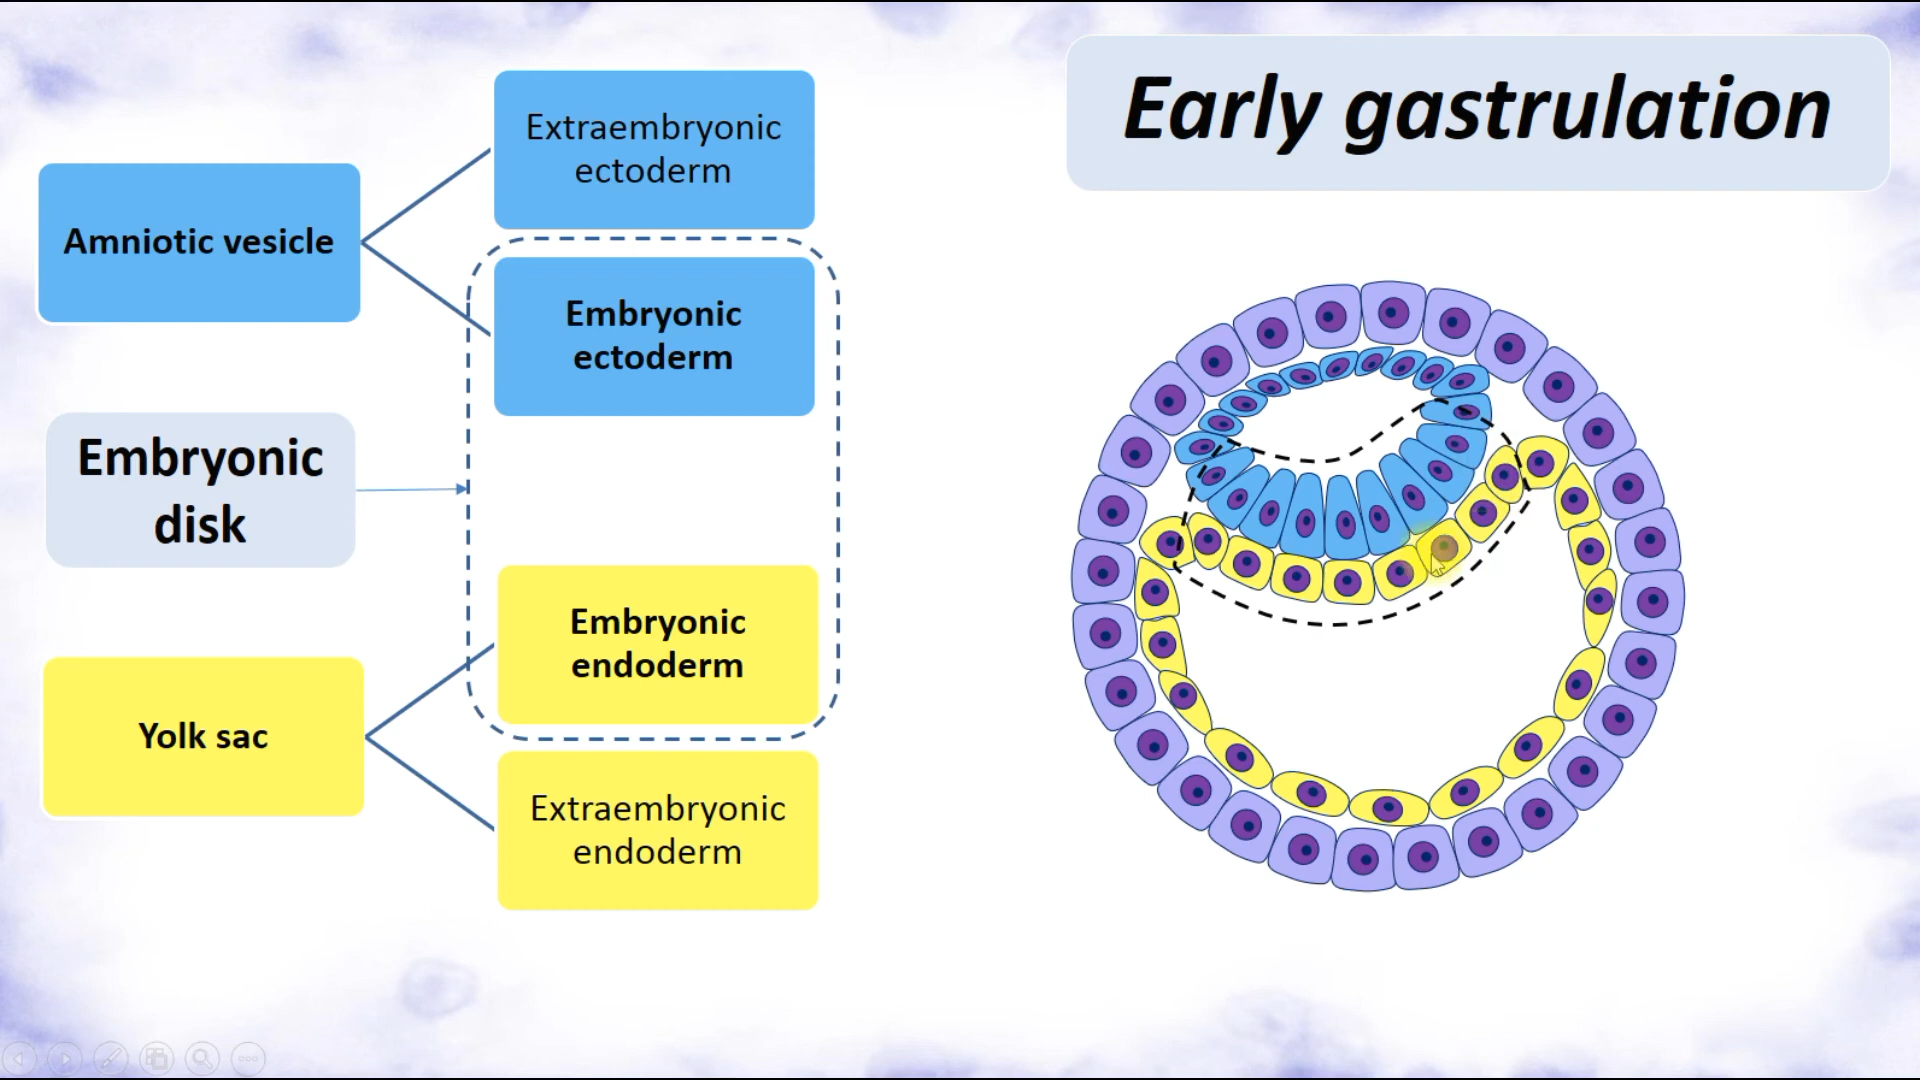 Early gastrulation
Amniotic vesicle
Extraembryonic
ectoderm
Embryonic
ectoderm
Embryonic
disk
Embryonic
endoderm
Yolk sac
Extraembryonic
endoderm